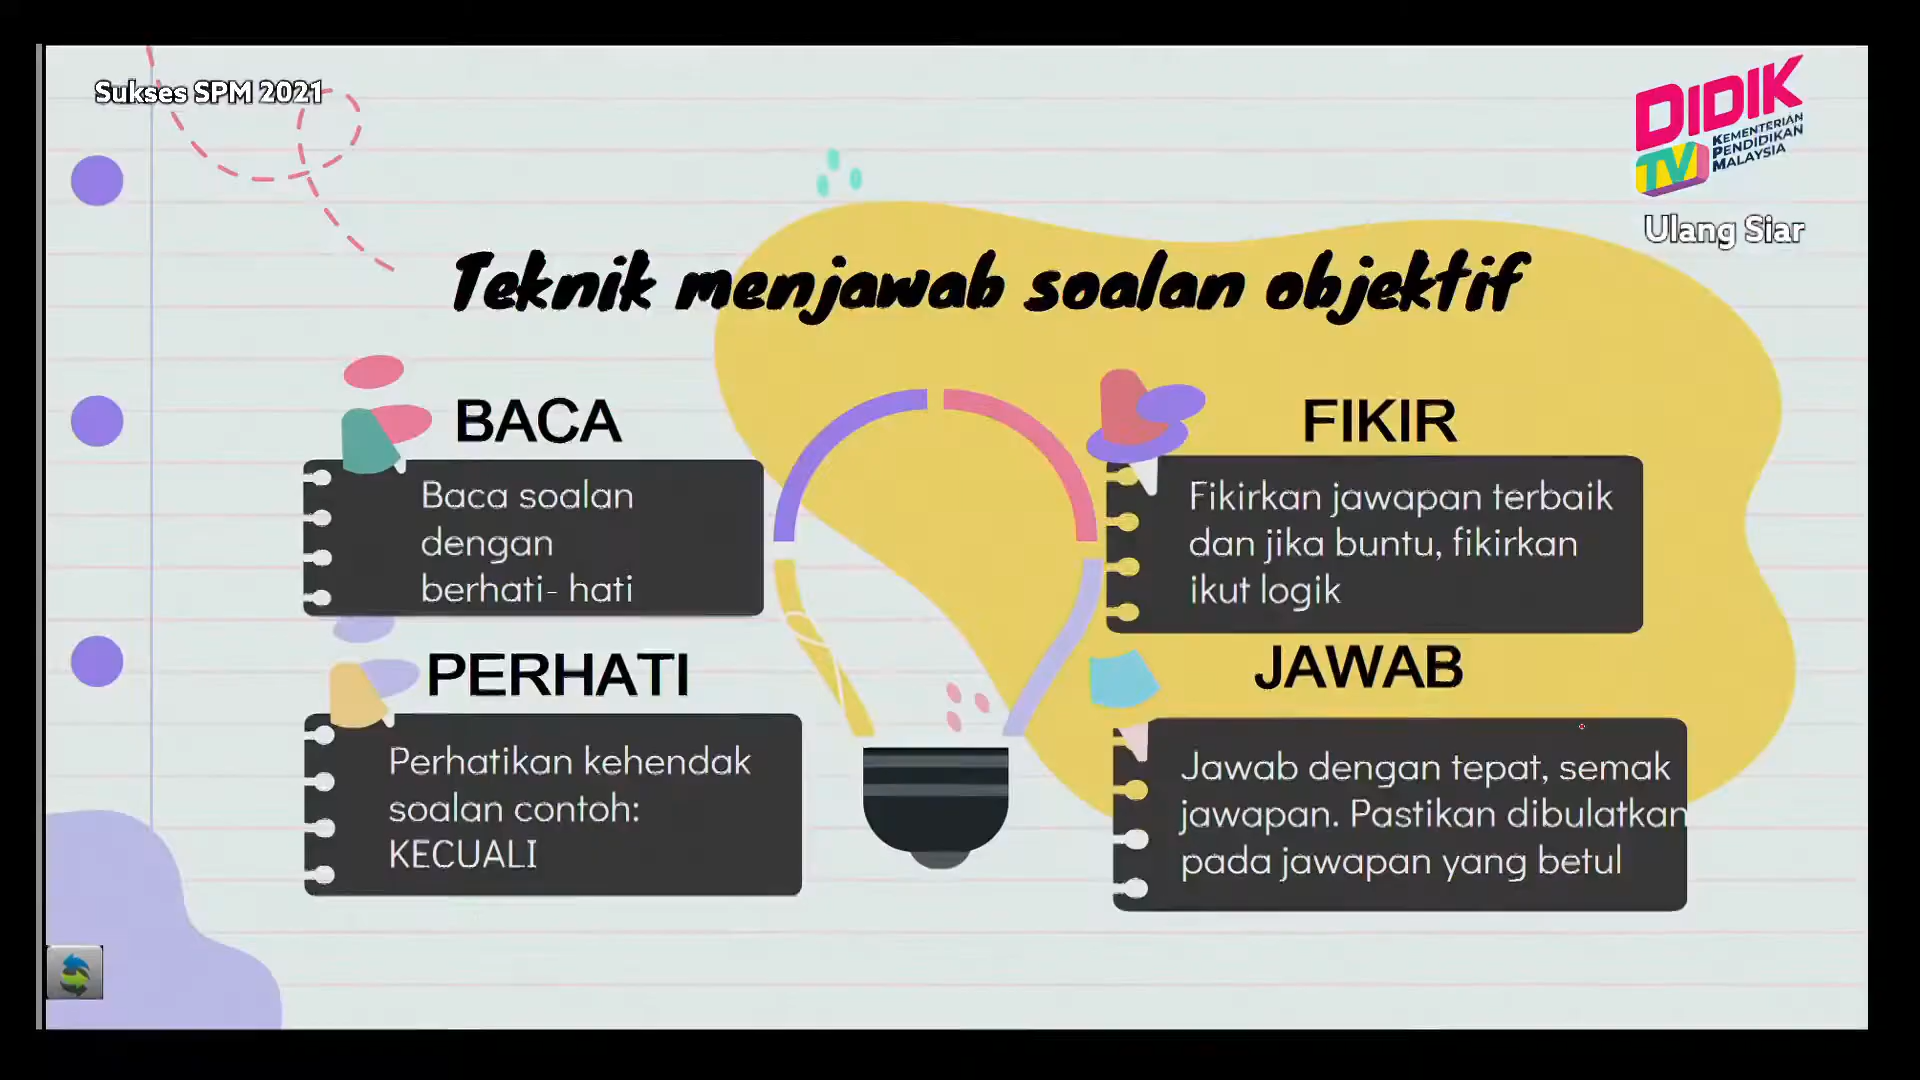 Sukses SPM 2021
DIDIK
TV
KEMENTERIAN
PENDIDIKAN
MALAYSIA
Ulang Siar
Teknik menjawab soalan objektif
BACA
Baca soalan
dengan
berhati- hati
FIKIR
Fikirkan jawapan terbaik
dan jika buntu, fikirkan
ikut logik
PERHATI
Perhatikan kehendak
soalan contoh:
KECUALI
JAWAB
Jawab dengan tepat, semak
jawapan. Pastikan dibulatkan
pada jawapan yang betul